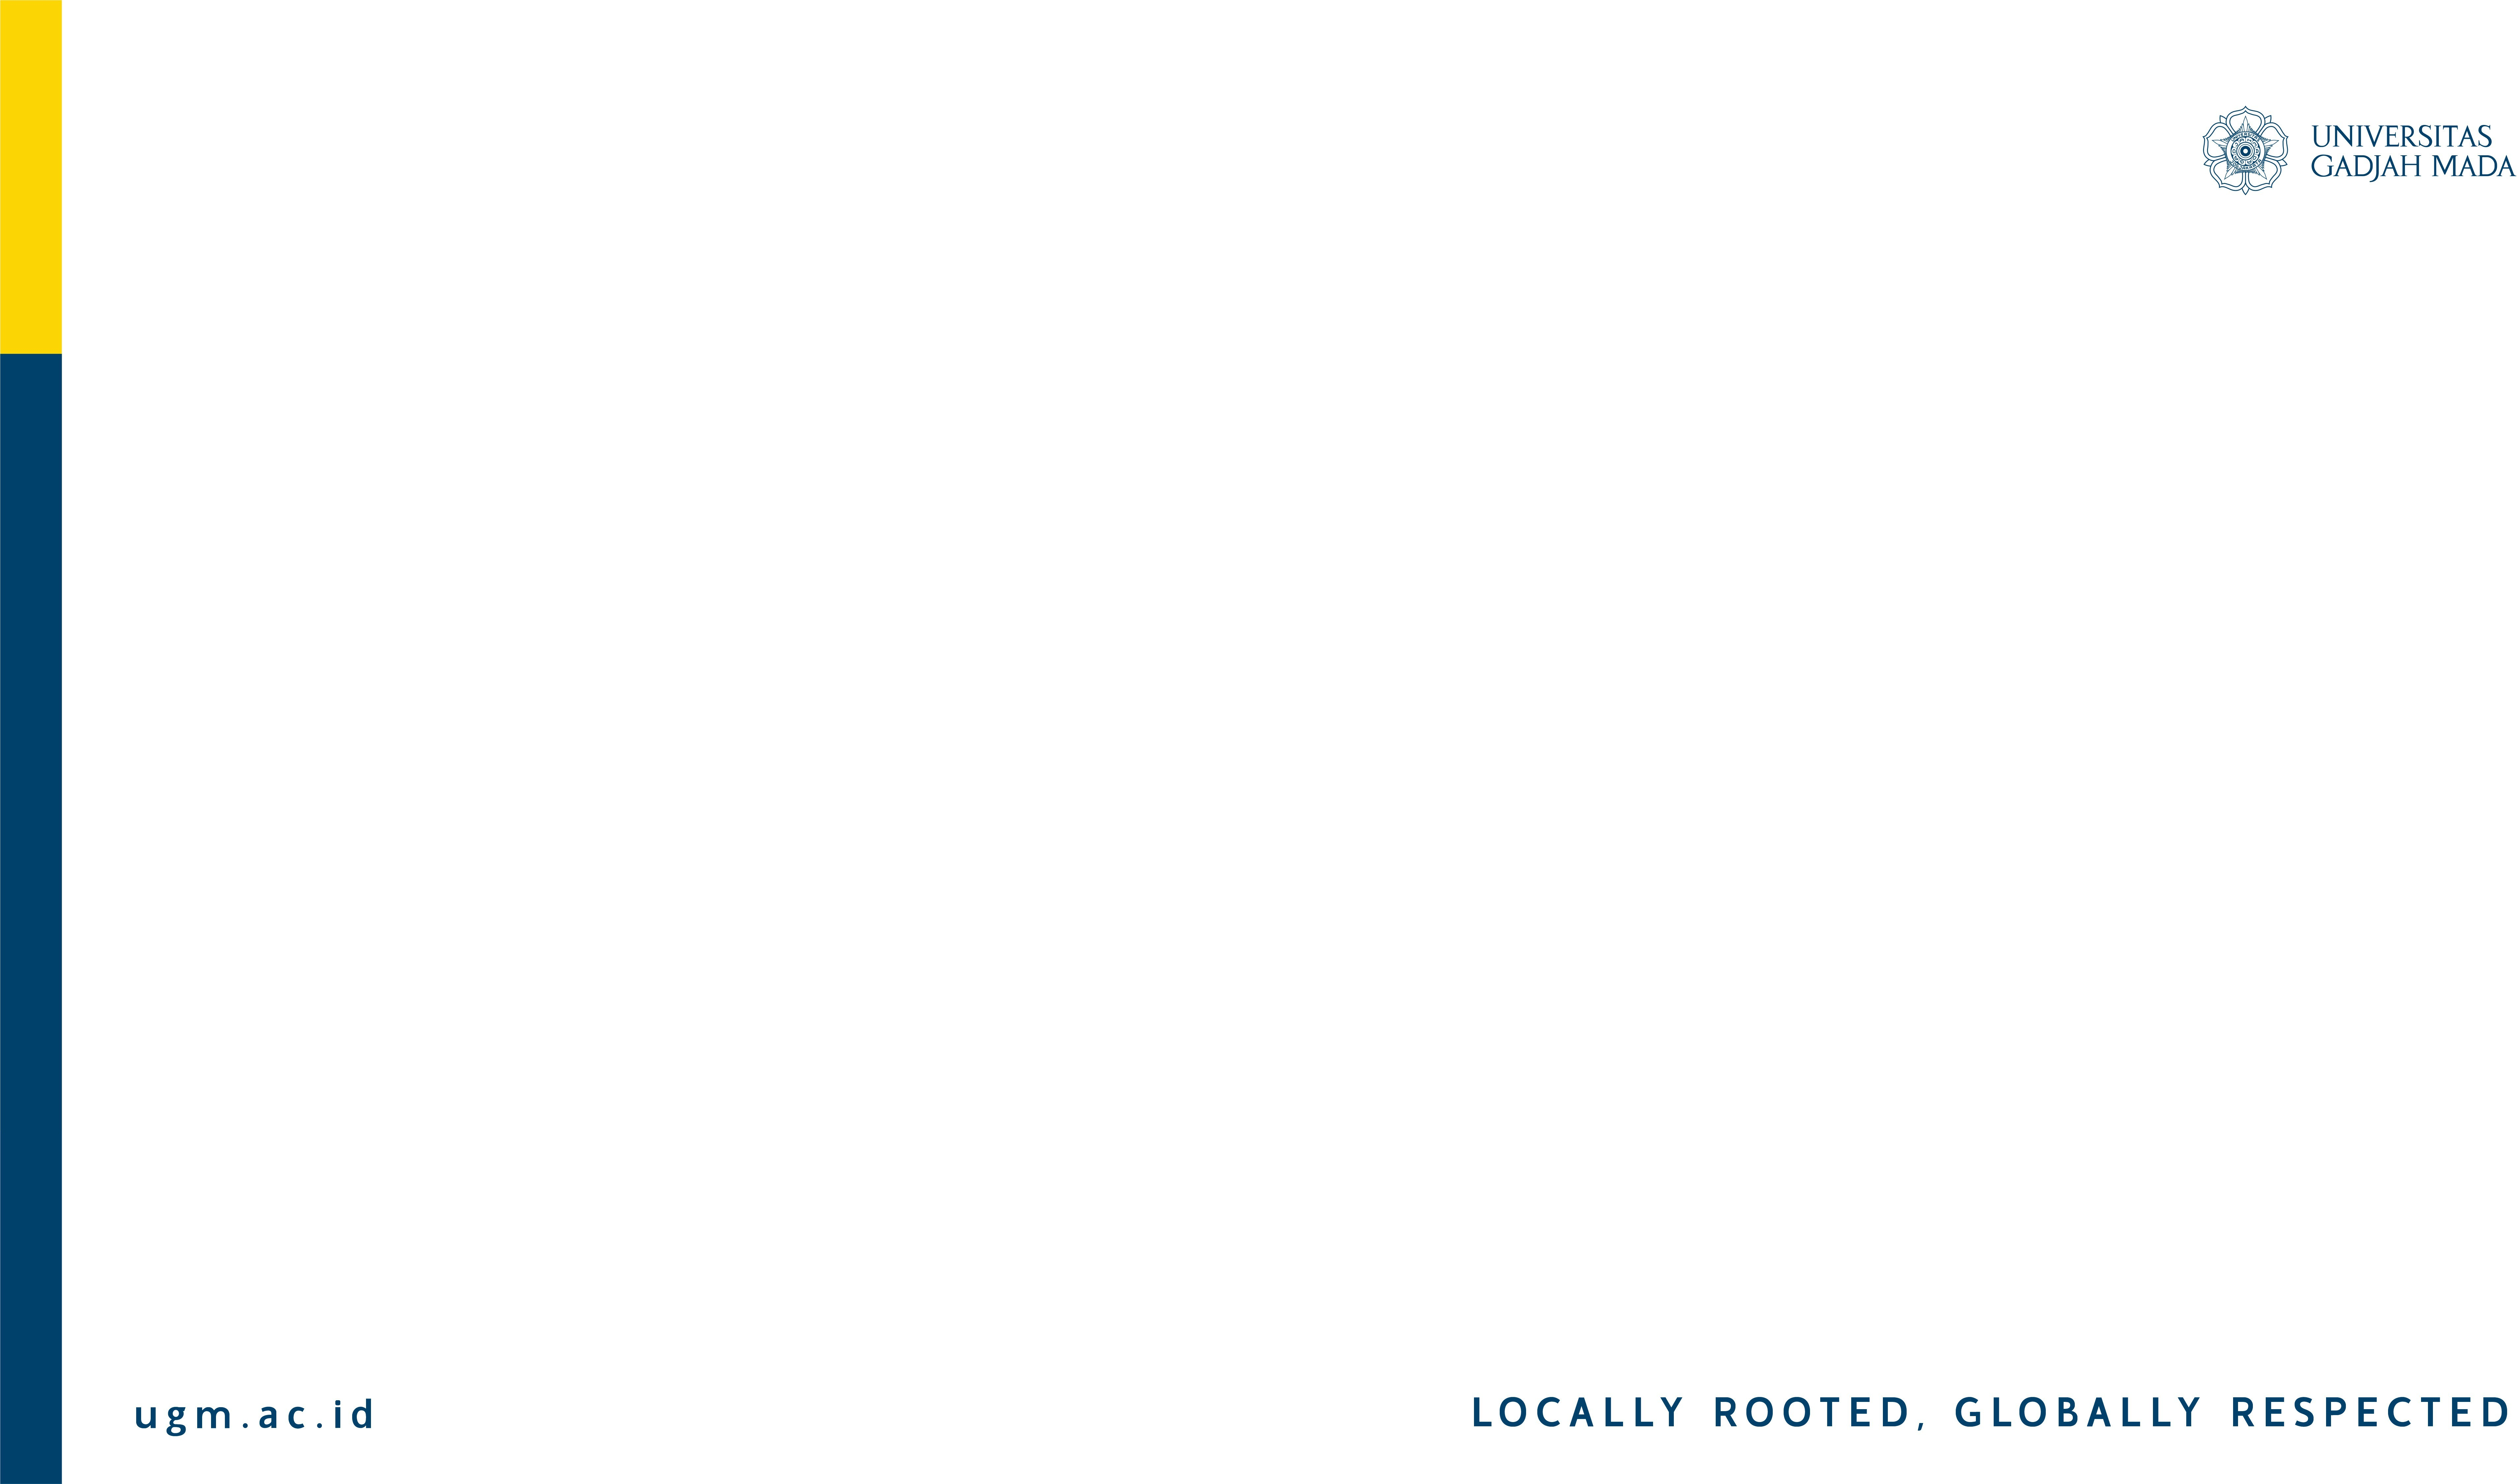 UNIVERSITAS
GADJAH MADA
ugm.ac.id
LOCALLY ROOTED, GLOBALLY RESPECTED